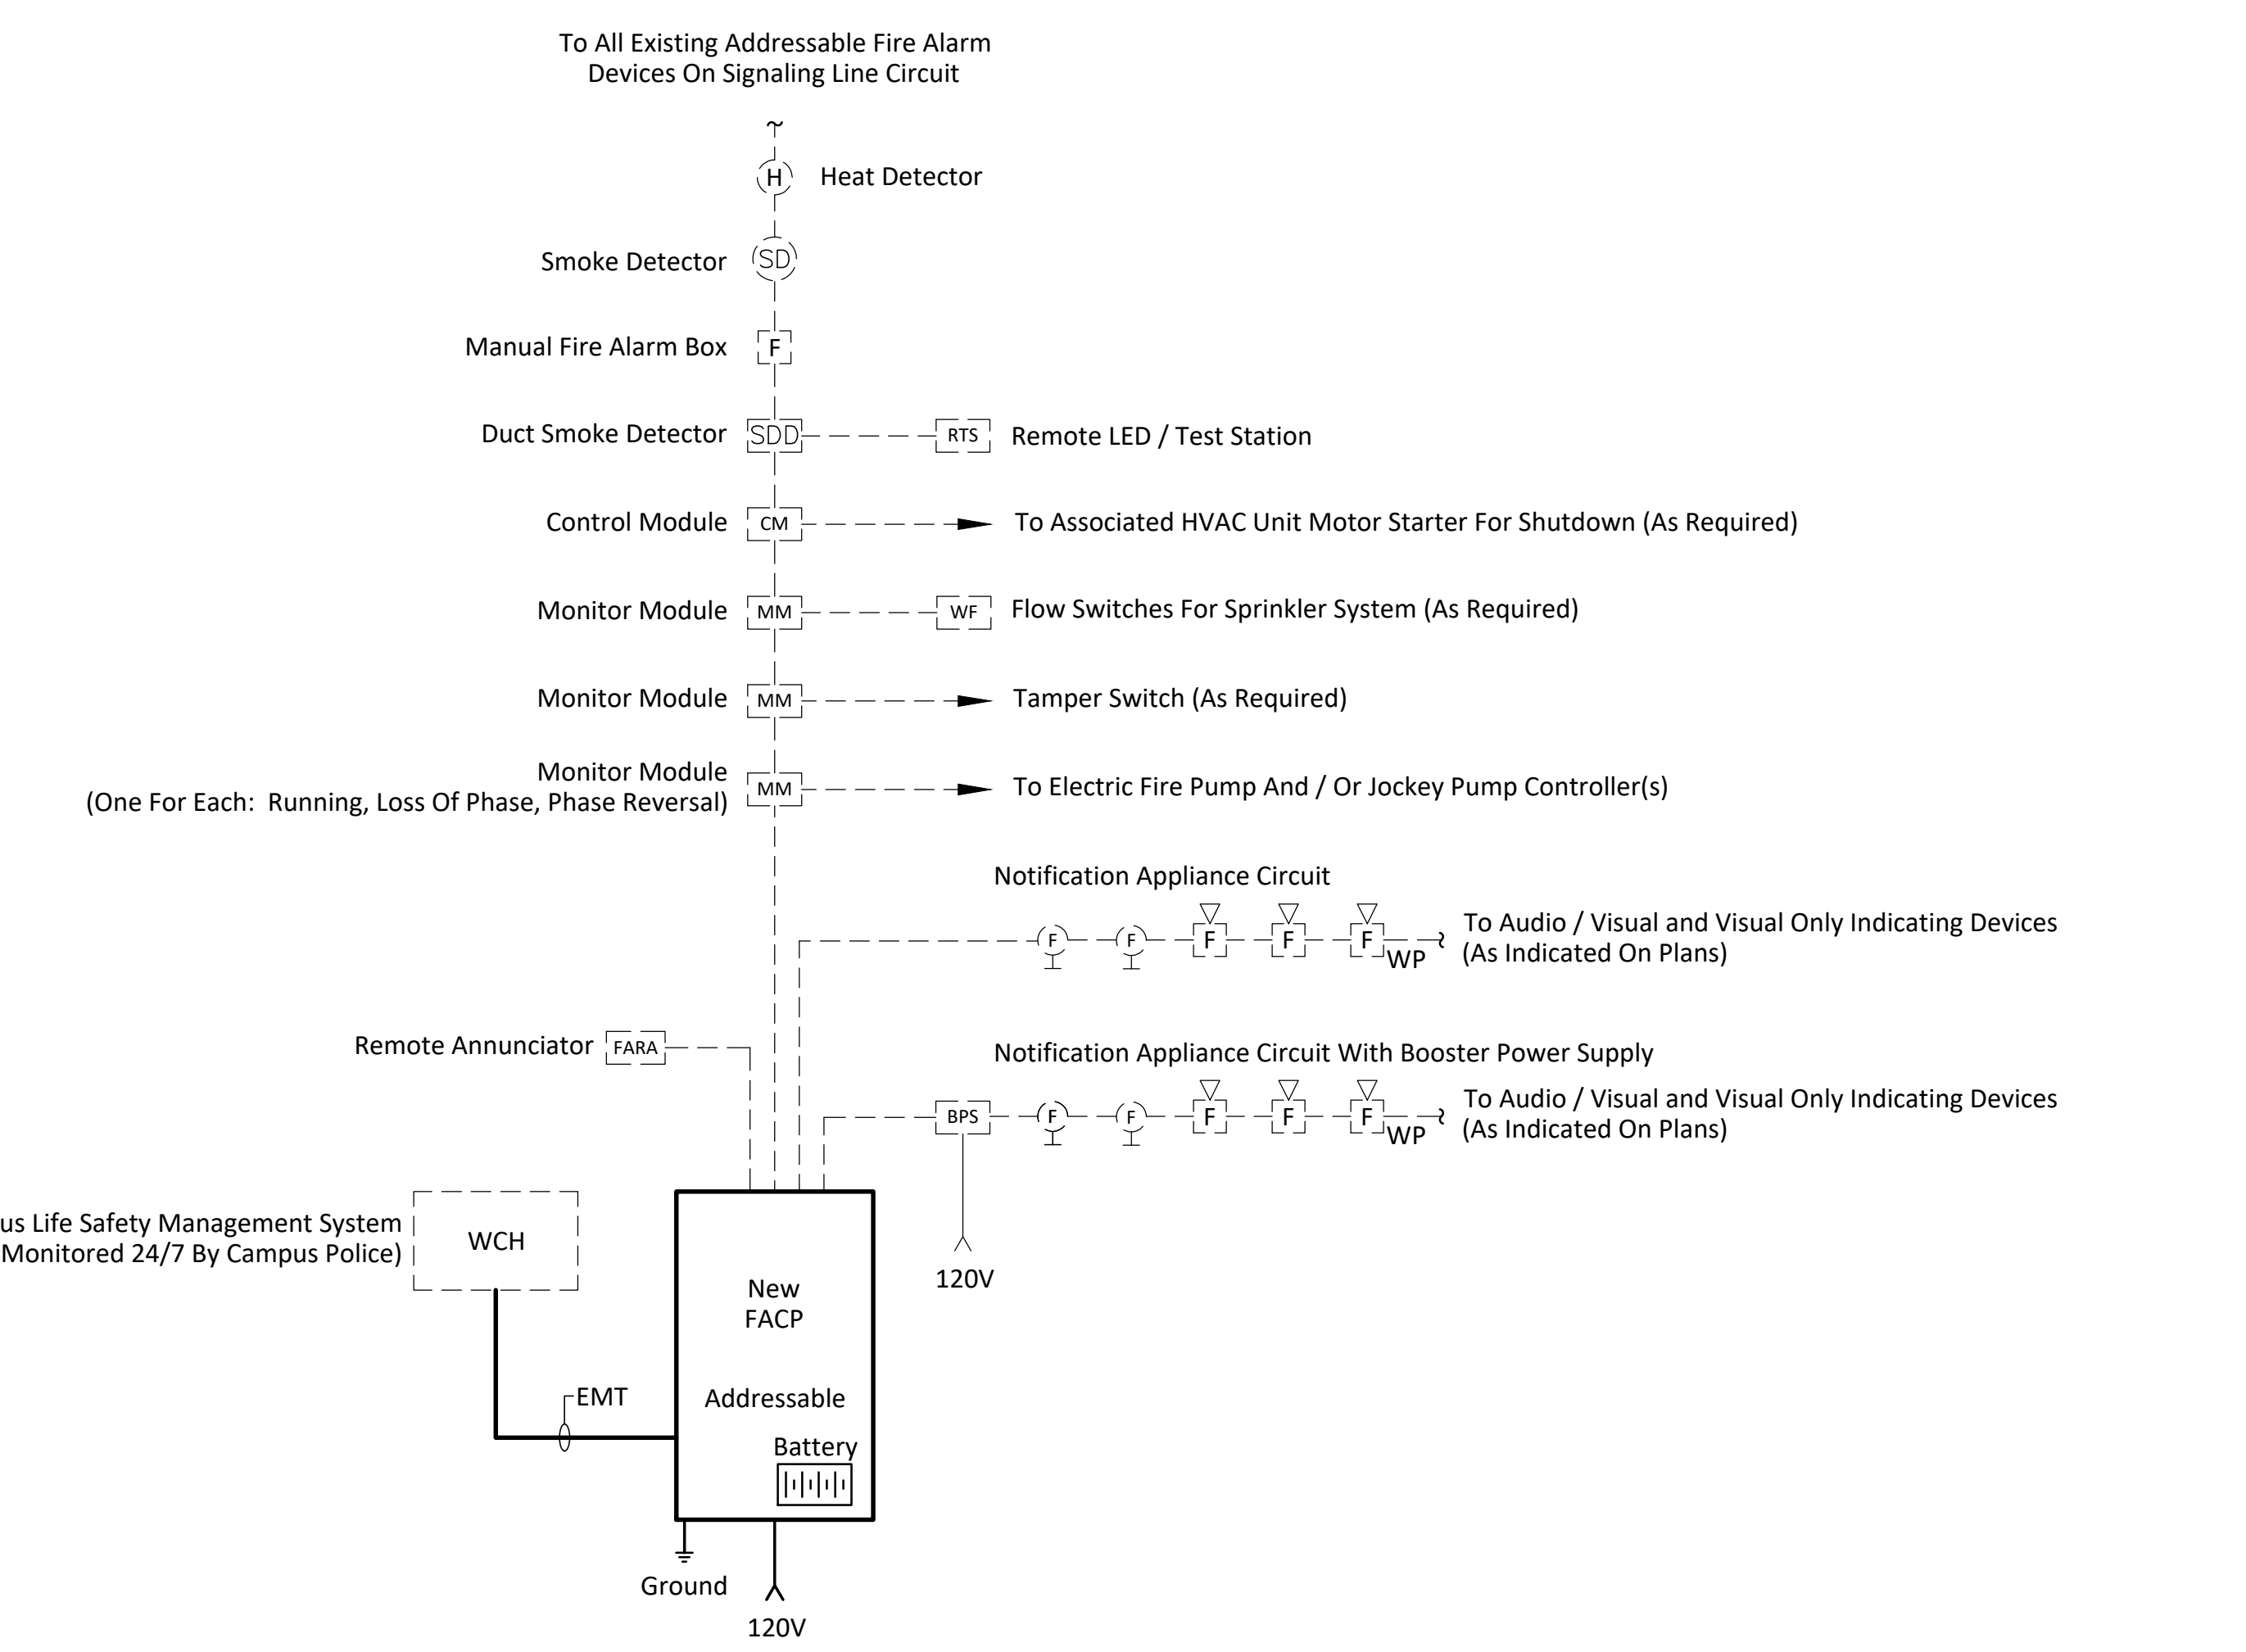 To All Existing Addressable Fire Alarm
Devices On Signaling Line Circuit
H Heat Detector
Smoke Detector SD
Manual Fire Alarm Box F
Duct Smoke Detector SDD RTS Remote LED / Test Station
Control Module CM To Associated HVAC Unit Motor Starter For Shutdown (As Required)
Monitor Module MM WF Flow Switches For Sprinkler System (As Required)
Monitor Module MM Tamper Switch (As Required)
Monitor Module
(One For Each: Running, Loss Of Phase, Phase Reversal) MM To Electric Fire Pump And / Or Jockey Pump Controller(s)
Notification Appliance Circuit
F F F F F WP
To Audio / Visual and Visual Only Indicating Devices
(As Indicated On Plans)
Remote Annunciator FARA
Notification Appliance Circuit With Booster Power Supply
BPS F F F F F WP
To Audio / Visual and Visual Only Indicating Devices
(As Indicated On Plans)
120V
us Life Safety Management System
Monitored 24/7 By Campus Police)
WCH
New
FACP
EMT
Addressable
Battery
Ground
120V